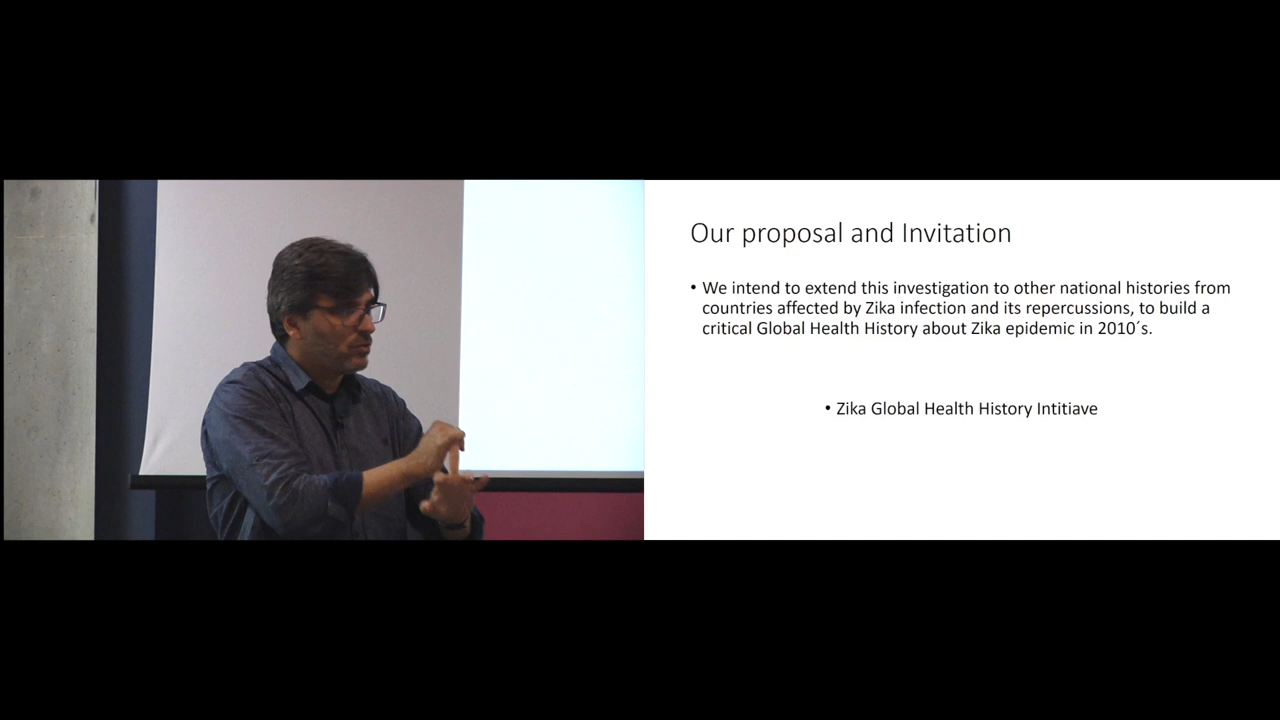 Our proposal and Invitation
• We intend to extend this investigation to other national histories from
countries affected by Zika infection and its repercussions, to build a
critical Global Health History about Zika epidemic in 2010´s.
• Zika Global Health History Intitiave